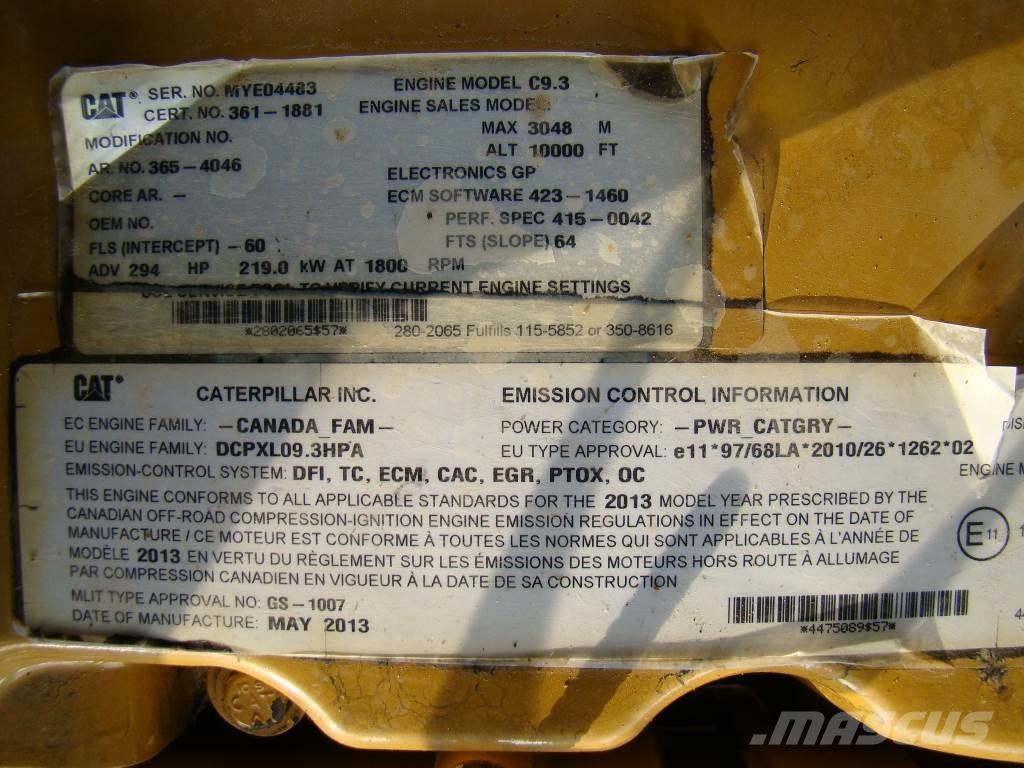 CAT® SER. NO. MYE04483 ENGINE MODEL C9.3
CERT. NO. 361-1881 ENGINE SALES MODEL:
MODIFICATION NO. MAX 3048 M
ALT 10000 FT
AR. NO. 365-4046 ELECTRONICS GP
CORE AR. - ECM SOFTWARE 423-1460
OEM NO. PERF. SPEC 415-0042
FLS (INTERCEPT) -60 FTS (SLOPE) 64
ADV 294 HP 219.0 kW AT 1800 RPM
TO VERIFY CURRENT ENGINE SETTINGS
*2802065$57* 280-2065 Fulfills 115-5852 or 350-8616
CAT® CATERPILLAR INC. EMISSION CONTROL INFORMATION
EC ENGINE FAMILY: -CANADA_FAM- POWER CATEGORY: -PWR_CATGRY-
EU ENGINE FAMILY: DCPXL09.3HPA EU TYPE APPROVAL: e11*97/68LA*2010/26*1262*02
EMISSION-CONTROL SYSTEM: DFI, TC, ECM, CAC, EGR, PTOX, OC ENGINE M
THIS ENGINE CONFORMS TO ALL APPLICABLE STANDARDS FOR THE 2013 MODEL YEAR PRESCRIBED BY THE
CANADIAN OFF-ROAD COMPRESSION-IGNITION ENGINE EMISSION REGULATIONS IN EFFECT ON THE DATE OF
MANUFACTURE / CE MOTEUR EST CONFORME À TOUTES LES NORMES QUI SONT APPLICABLES À L'ANNÉE DE
MODÈLE 2013 EN VERTU DU RÈGLEMENT SUR LES ÉMISSIONS DES MOTEURS HORS ROUTE À ALLUMAGE
PAR COMPRESSION CANADIEN EN VIGUEUR À LA DATE DE SA CONSTRUCTION
E11
MLIT TYPE APPROVAL NO: GS-1007
DATE OF MANUFACTURE: MAY 2013
*4475089$57*
MASCUS